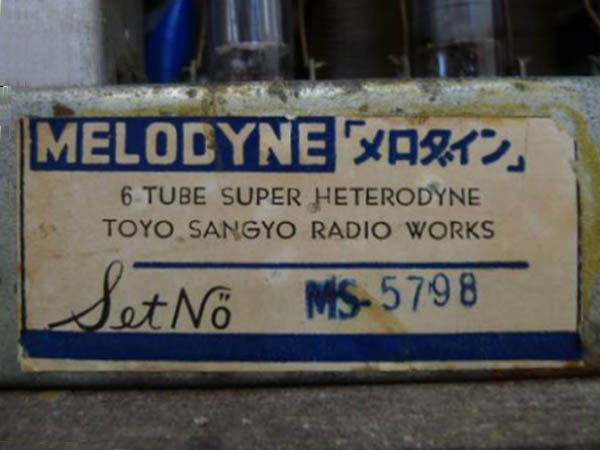 MELODYNE「メロダイン」
6 TUBE SUPER HETERODYNE
TOYO SANGYO RADIO WORKS
Set No MS-5798